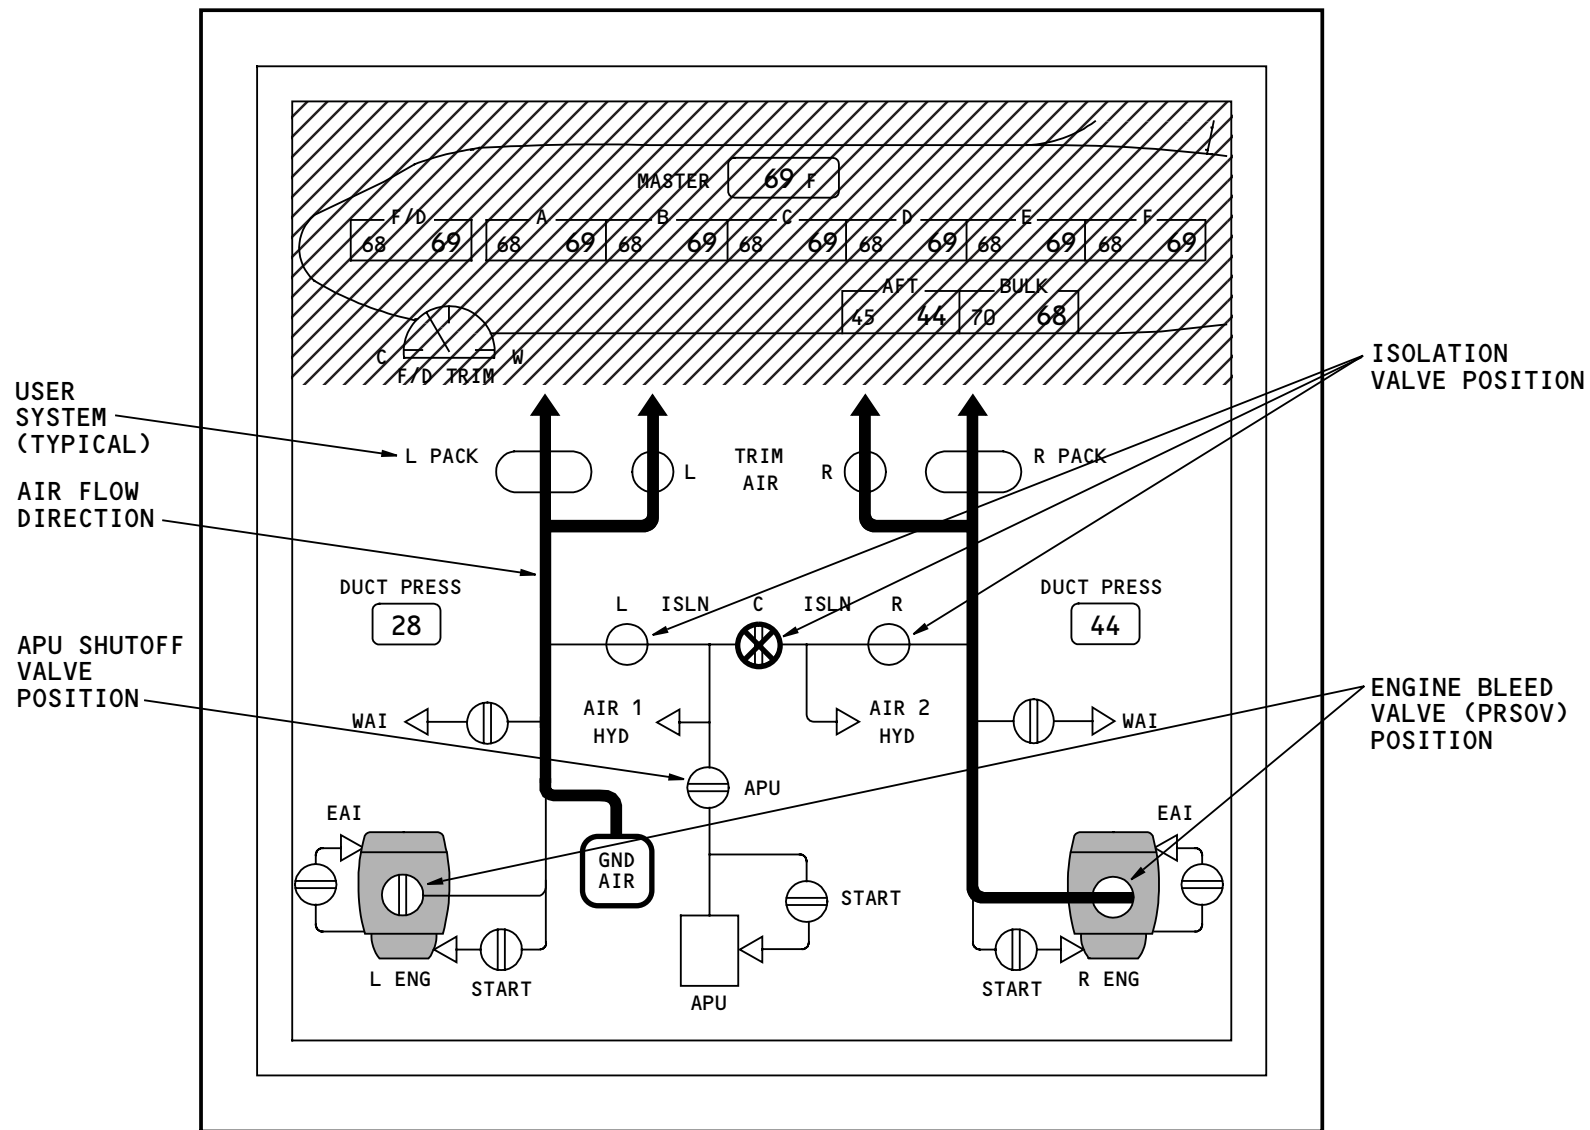 MASTER 69 F
F/D A B C D E F
68 69 68 69 68 69 68 69 68 69 68 69 68 69
AFT BULK
45 44 70 68
C W
F/D TRIM
ISOLATION
VALVE POSITION
USER
SYSTEM
(TYPICAL)
L PACK
L
TRIM
AIR
R
R PACK
AIR FLOW
DIRECTION
DUCT PRESS
28
L ISLN C ISLN R
DUCT PRESS
44
APU SHUTOFF
VALVE
POSITION
WAI
AIR 1
HYD
AIR 2
HYD
WAI
ENGINE BLEED
VALVE (PRSOV)
POSITION
APU
EAI
GND
AIR
EAI
START
L ENG
START
APU
START
R ENG